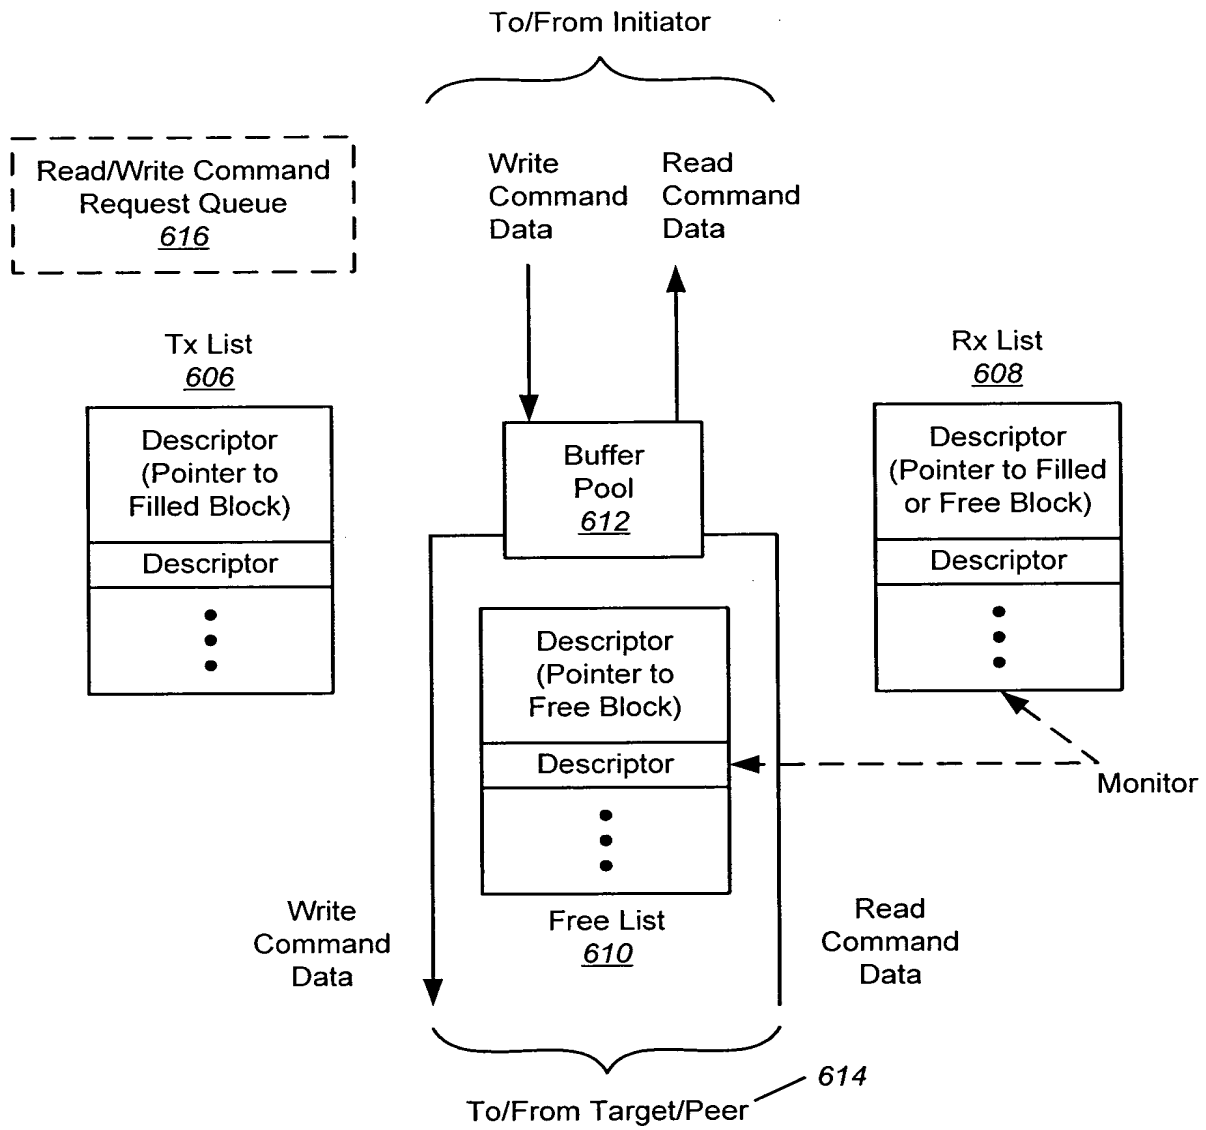 To/From Initiator
Read/Write Command
Request Queue
616
Write
Command
Data
Read
Command
Data
Tx List
606
Descriptor
(Pointer to
Filled Block)
Descriptor
Buffer
Pool
612
Rx List
608
Descriptor
(Pointer to Filled
or Free Block)
Descriptor
Descriptor
(Pointer to
Free Block)
Descriptor
Free List
610
Monitor
Write
Command
Data
Read
Command
Data
To/From Target/Peer
614